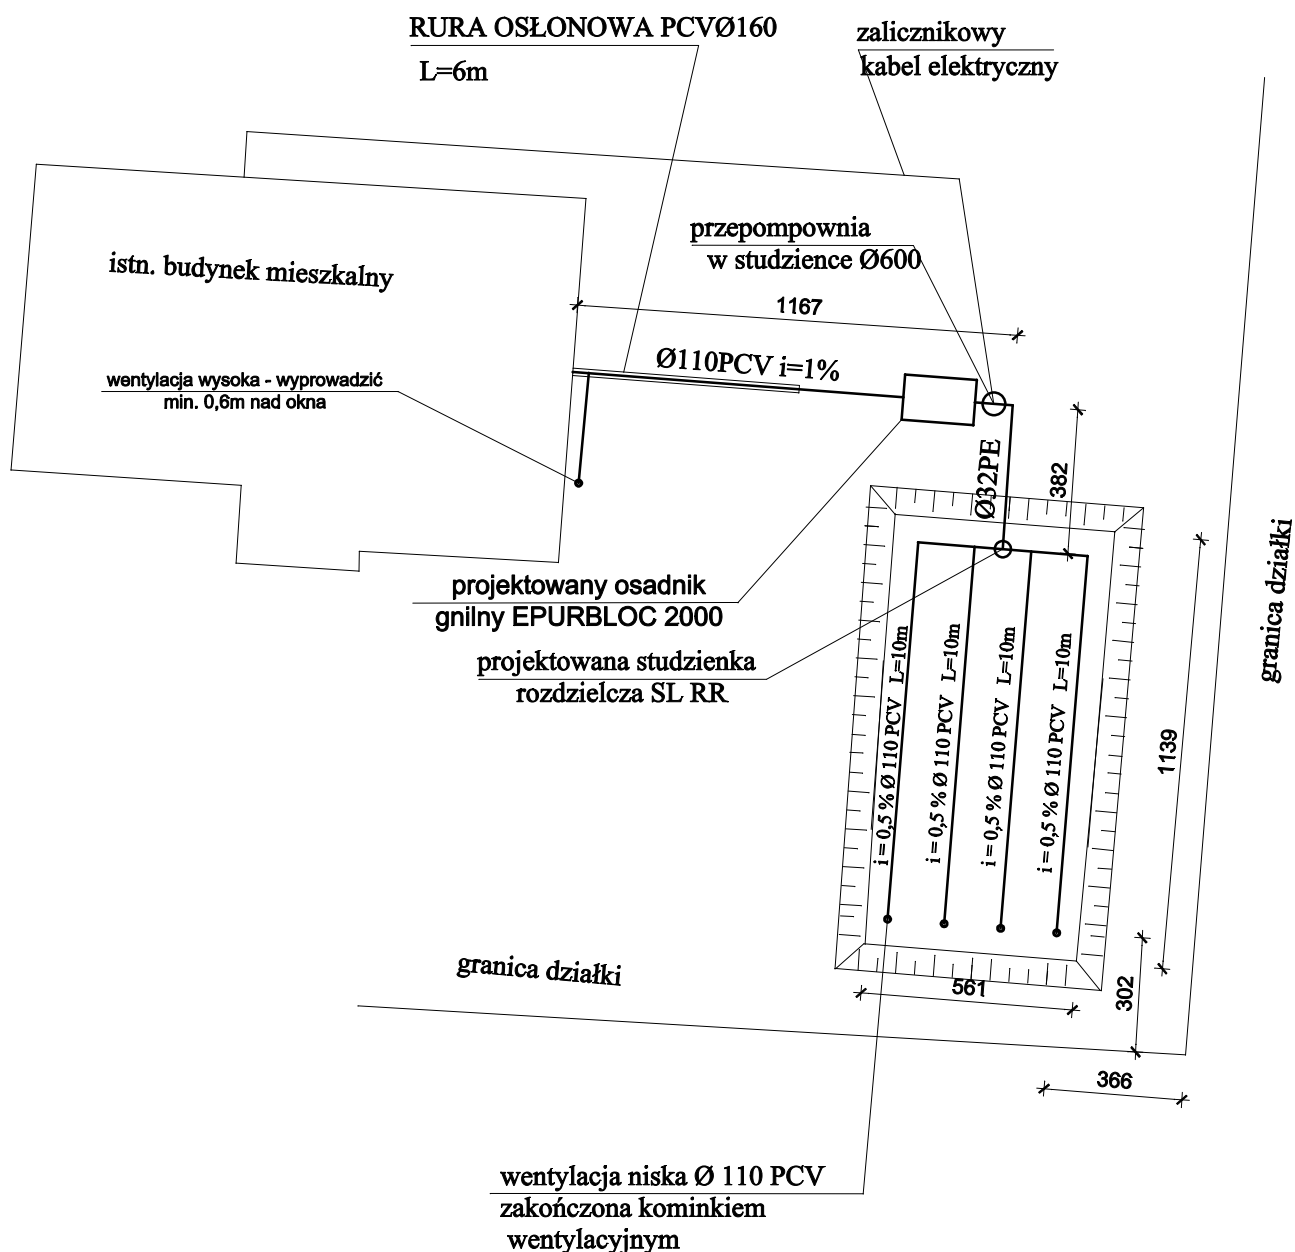 RURA OSŁONOWA PCVØ160
L=6m
zalicznikowy
kabel elektryczny
przepompownia
w studzience Ø600
istn. budynek mieszkalny
1167
Ø110PCV i=1%
wentylacja wysoka - wyprowadzić
min. 0,6m nad okna
Ø32PE
382
granica działki
projektowany osadnik
gnilny EPURBLOC 2000
projektowana studzienka
rozdzielcza SL RR
i = 0,5 % Ø 110 PCV L=10m
i = 0,5 % Ø 110 PCV L=10m
i = 0,5 % Ø 110 PCV L=10m
i = 0,5 % Ø 110 PCV L=10m
1139
granica działki
561
302
366
wentylacja niska Ø 110 PCV
zakończona kominkiem
wentylacyjnym